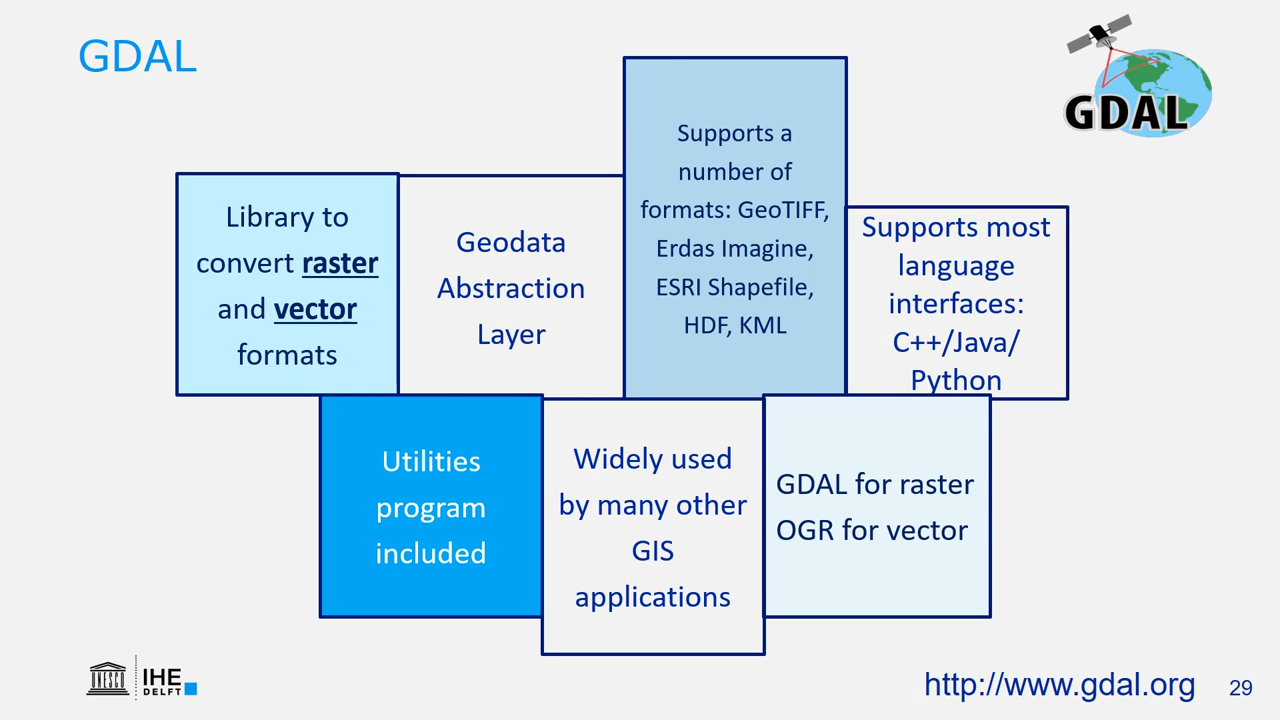 GDAL
GDAL
Library to
convert raster
and vector
formats
Geodata
Abstraction
Layer
Supports a
number of
formats: GeoTIFF,
Erdas Imagine,
ESRI Shapefile,
HDF, KML
Supports most
language
interfaces:
C++/Java/
Python
Utilities
program
included
Widely used
by many other
GIS
applications
GDAL for raster
OGR for vector
UNESCO
IHE
DELFT
http://www.gdal.org
29